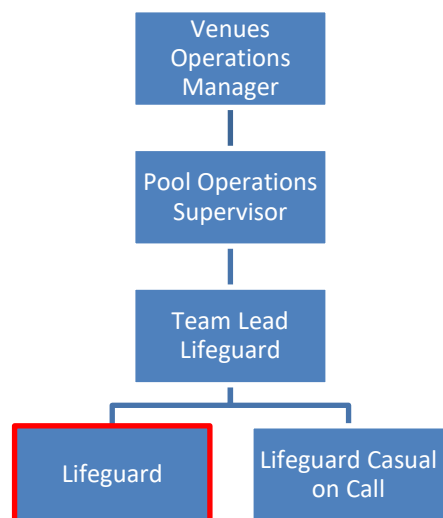 Venues
Operations
Manager
Pool Operations
Supervisor
Team Lead
Lifeguard
Lifeguard
Lifeguard Casual
on Call